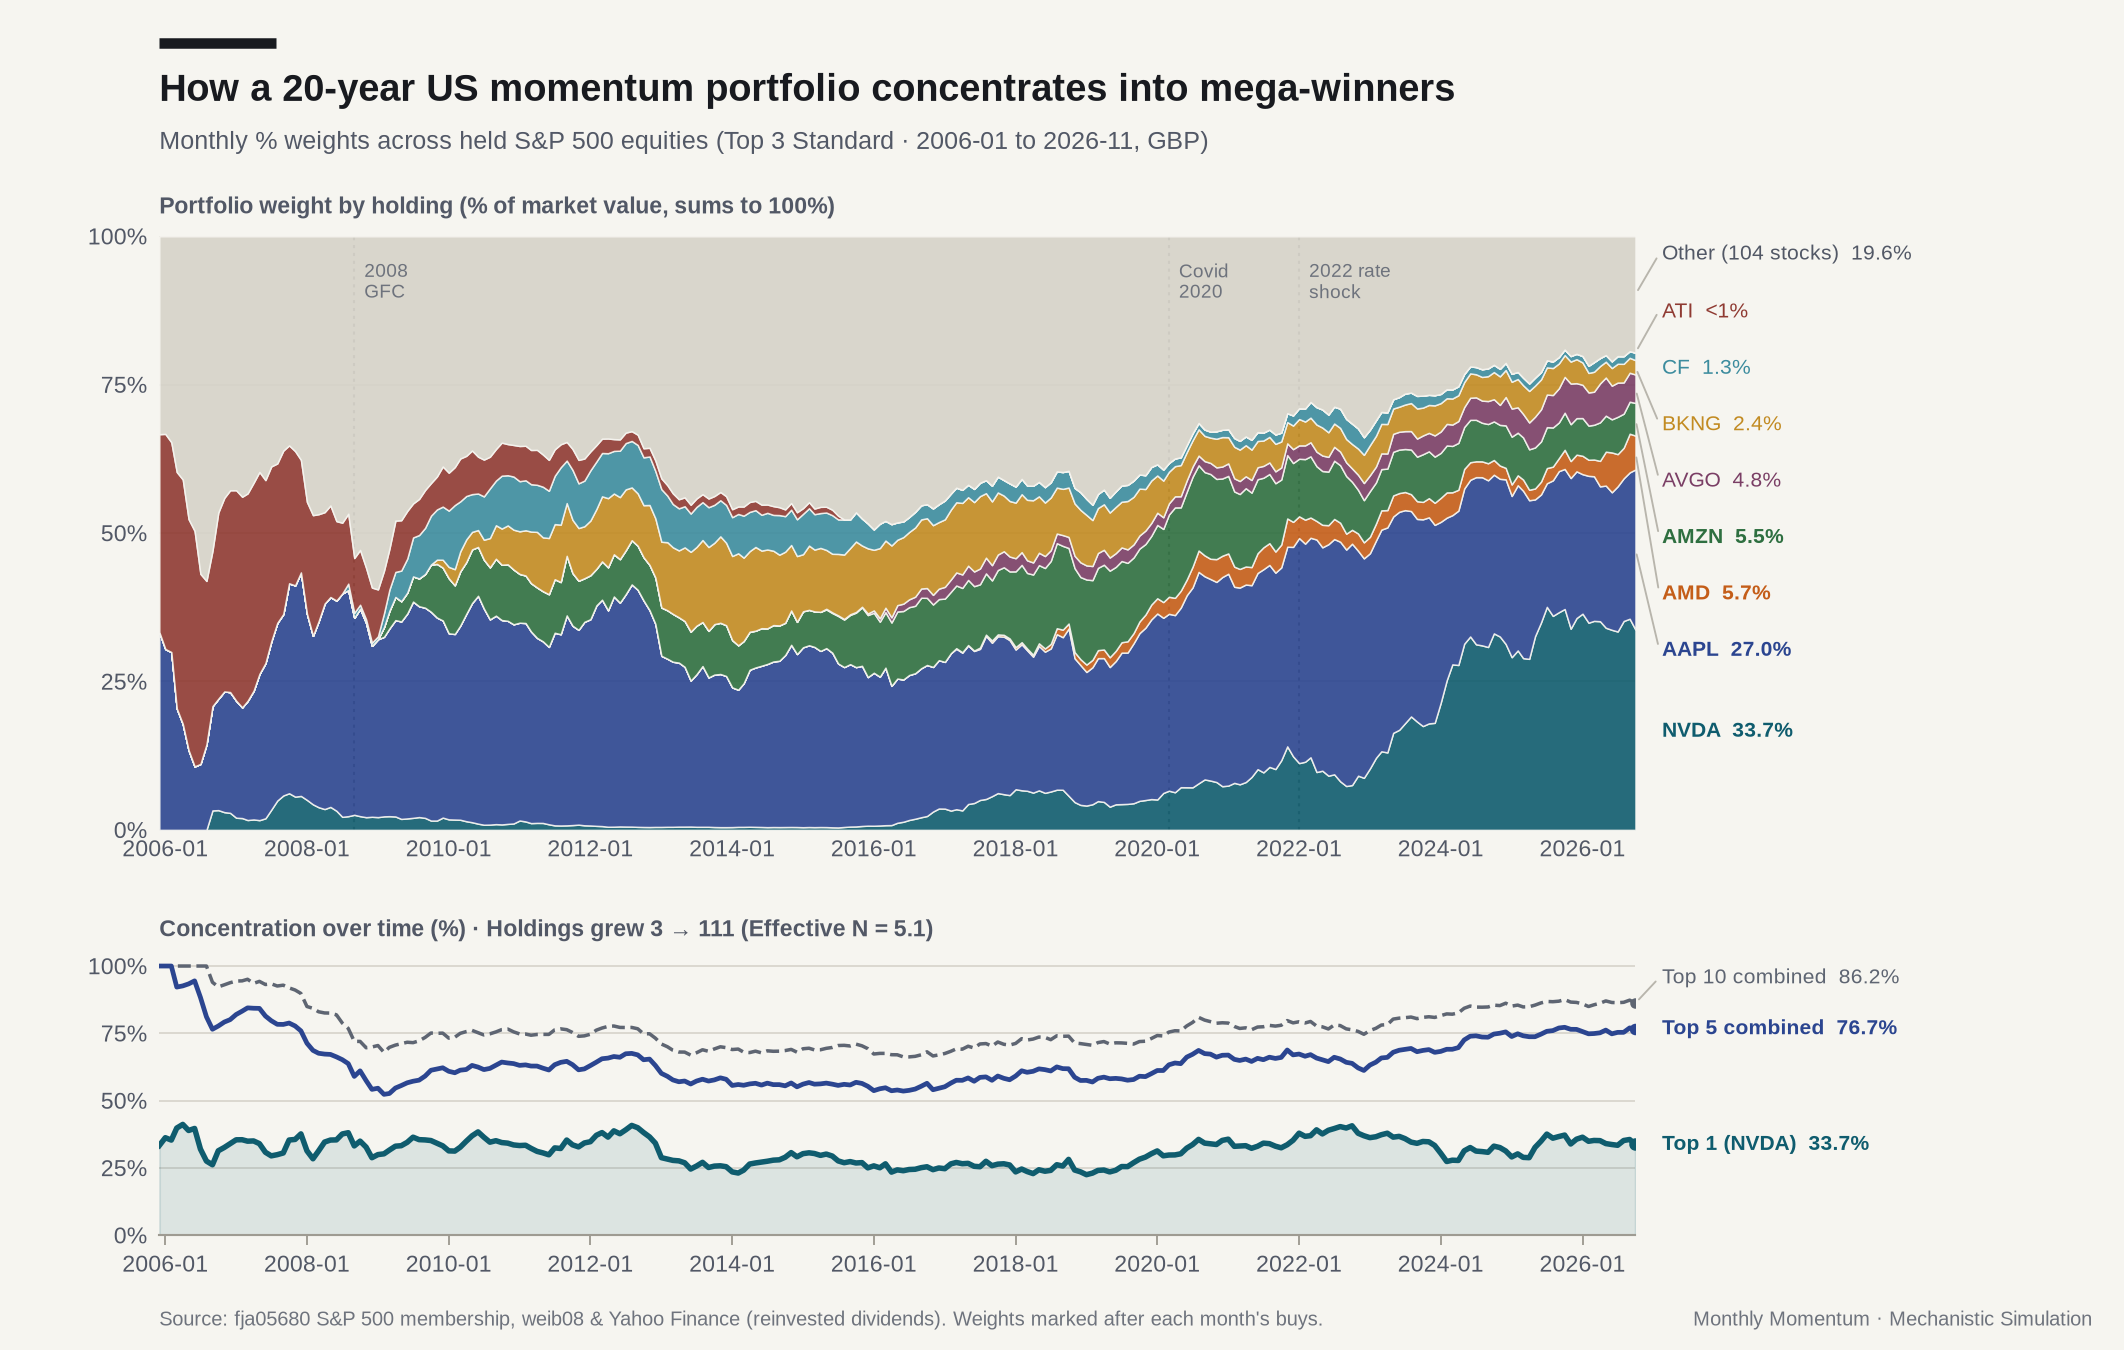 How a 20-year US momentum portfolio concentrates into mega-winners
Monthly % weights across held S&P 500 equities (Top 3 Standard · 2006-01 to 2026-11, GBP)
Portfolio weight by holding (% of market value, sums to 100%)
100%
75%
50%
25%
0%
2008
GFC
Covid
2020
2022 rate
shock
Other (104 stocks) 19.6%
ATI <1%
CF 1.3%
BKNG 2.4%
AVGO 4.8%
AMZN 5.5%
AMD 5.7%
AAPL 27.0%
NVDA 33.7%
2006-01 2008-01 2010-01 2012-01 2014-01 2016-01 2018-01 2020-01 2022-01 2024-01 2026-01
Concentration over time (%) · Holdings grew 3 → 111 (Effective N = 5.1)
100%
75%
50%
25%
0%
Top 10 combined 86.2%
Top 5 combined 76.7%
Top 1 (NVDA) 33.7%
2006-01 2008-01 2010-01 2012-01 2014-01 2016-01 2018-01 2020-01 2022-01 2024-01 2026-01
Source: fja05680 S&P 500 membership, weib08 & Yahoo Finance (reinvested dividends). Weights marked after each month's buys.
Monthly Momentum · Mechanistic Simulation